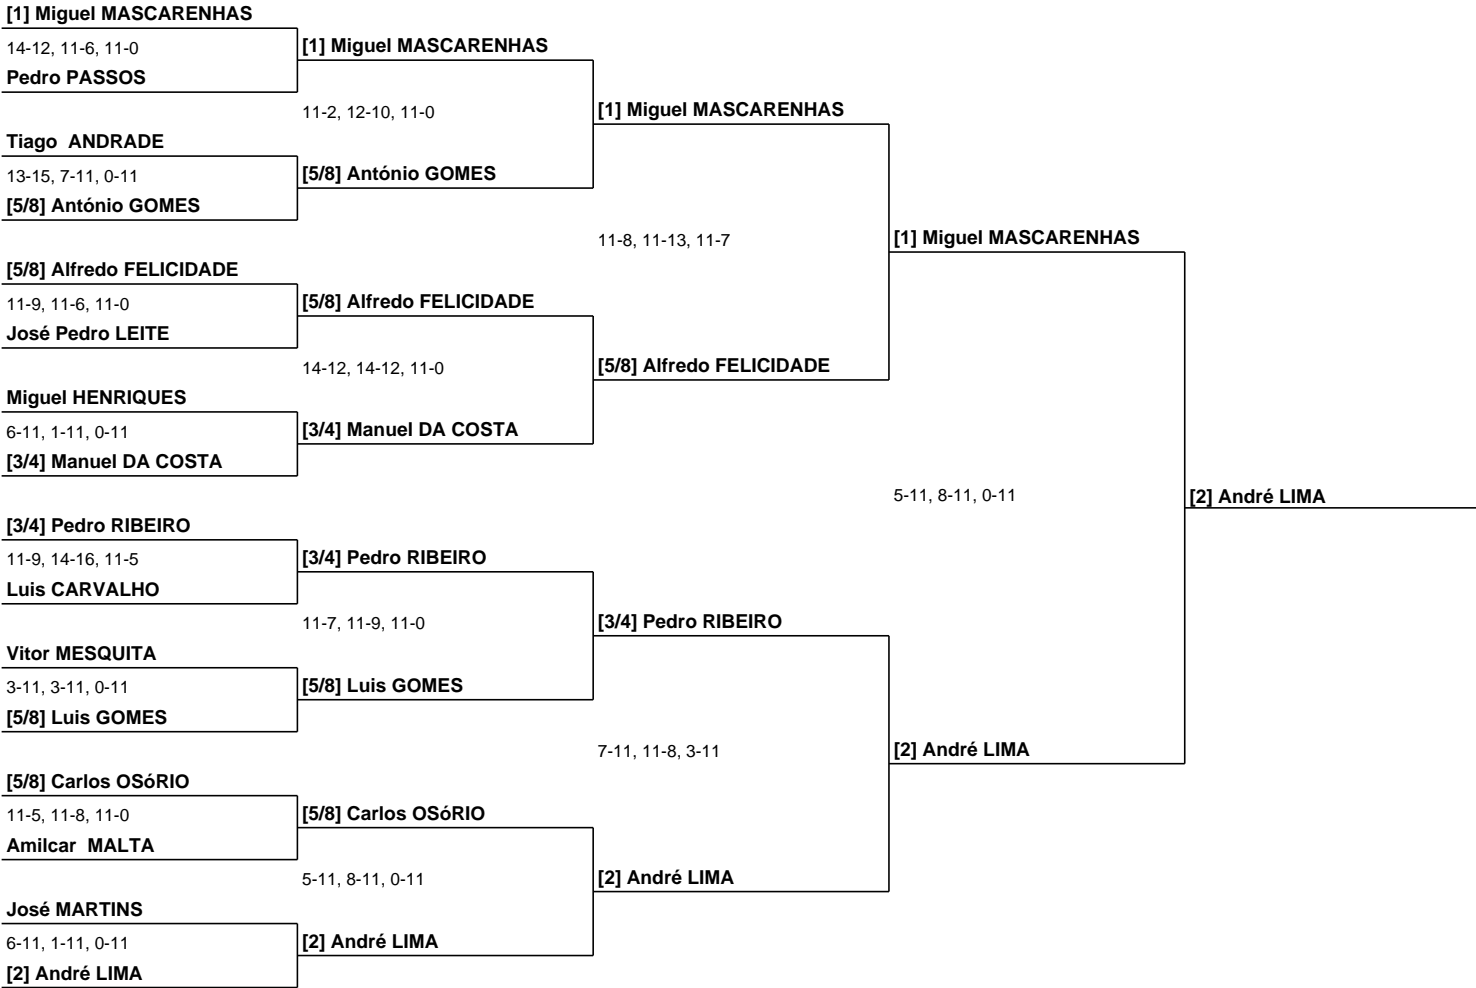 [1] Miguel MASCARENHAS
14-12, 11-6, 11-0
Pedro PASSOS
[1] Miguel MASCARENHAS
11-2, 12-10, 11-0
Tiago  ANDRADE
13-15, 7-11, 0-11
[5/8] António GOMES
[5/8] António GOMES
[1] Miguel MASCARENHAS
11-8, 11-13, 11-7
[5/8] Alfredo FELICIDADE
11-9, 11-6, 11-0
José Pedro LEITE
[5/8] Alfredo FELICIDADE
14-12, 14-12, 11-0
Miguel HENRIQUES
6-11, 1-11, 0-11
[3/4] Manuel DA COSTA
[3/4] Manuel DA COSTA
[5/8] Alfredo FELICIDADE
[1] Miguel MASCARENHAS
5-11, 8-11, 0-11
[2] André LIMA
[3/4] Pedro RIBEIRO
11-9, 14-16, 11-5
Luis CARVALHO
[3/4] Pedro RIBEIRO
11-7, 11-9, 11-0
Vitor MESQUITA
3-11, 3-11, 0-11
[5/8] Luis GOMES
[5/8] Luis GOMES
[3/4] Pedro RIBEIRO
7-11, 11-8, 3-11
[5/8] Carlos OSóRIO
11-5, 11-8, 11-0
Amilcar  MALTA
[5/8] Carlos OSóRIO
5-11, 8-11, 0-11
José MARTINS
6-11, 1-11, 0-11
[2] André LIMA
[2] André LIMA
[2] André LIMA
[2] André LIMA